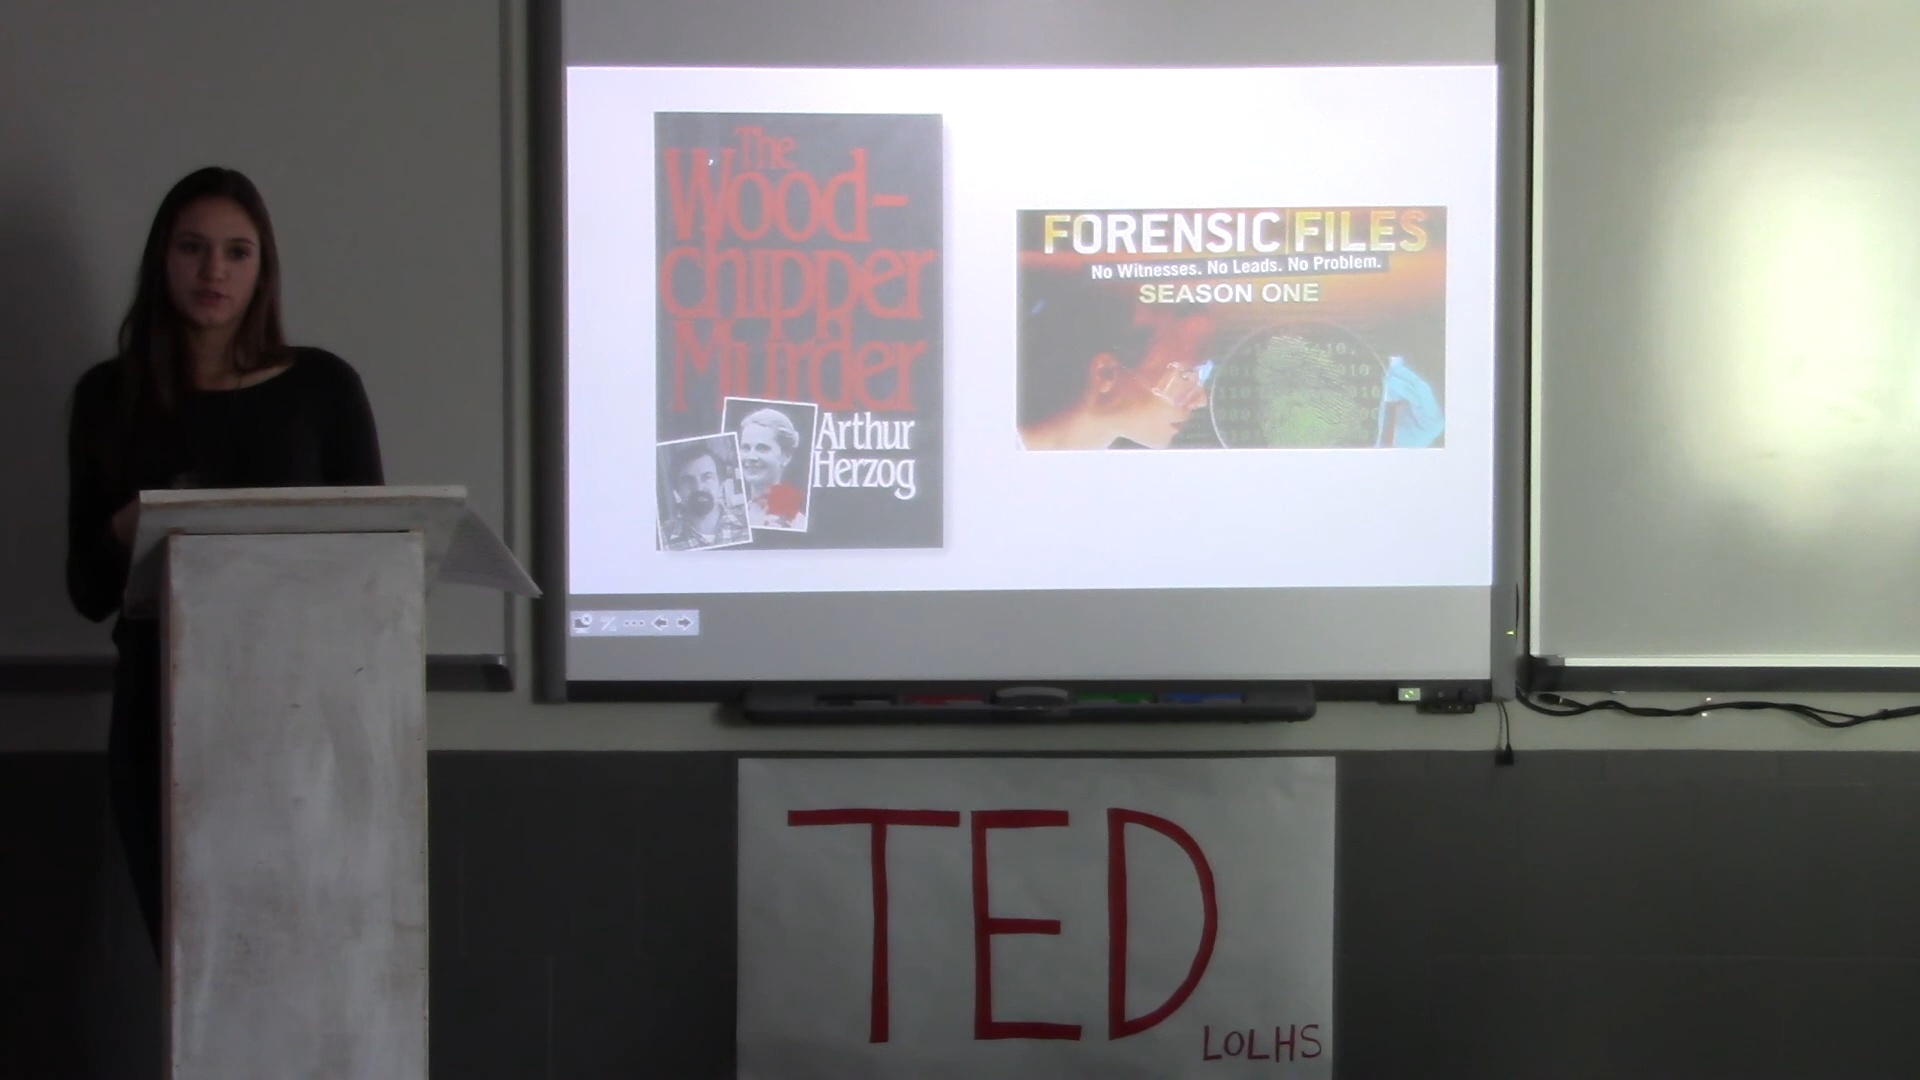 The
Wood-
chipper
Murder
Arthur
Herzog
FORENSIC FILES
No Witnesses. No Leads. No Problem.
SEASON ONE
TED
LOLHS